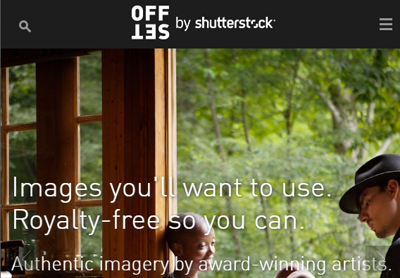 OFF
SET by shutterstock
Images you'll want to use.
Royalty-free so you can.
Authentic imagery by award-winning artists.